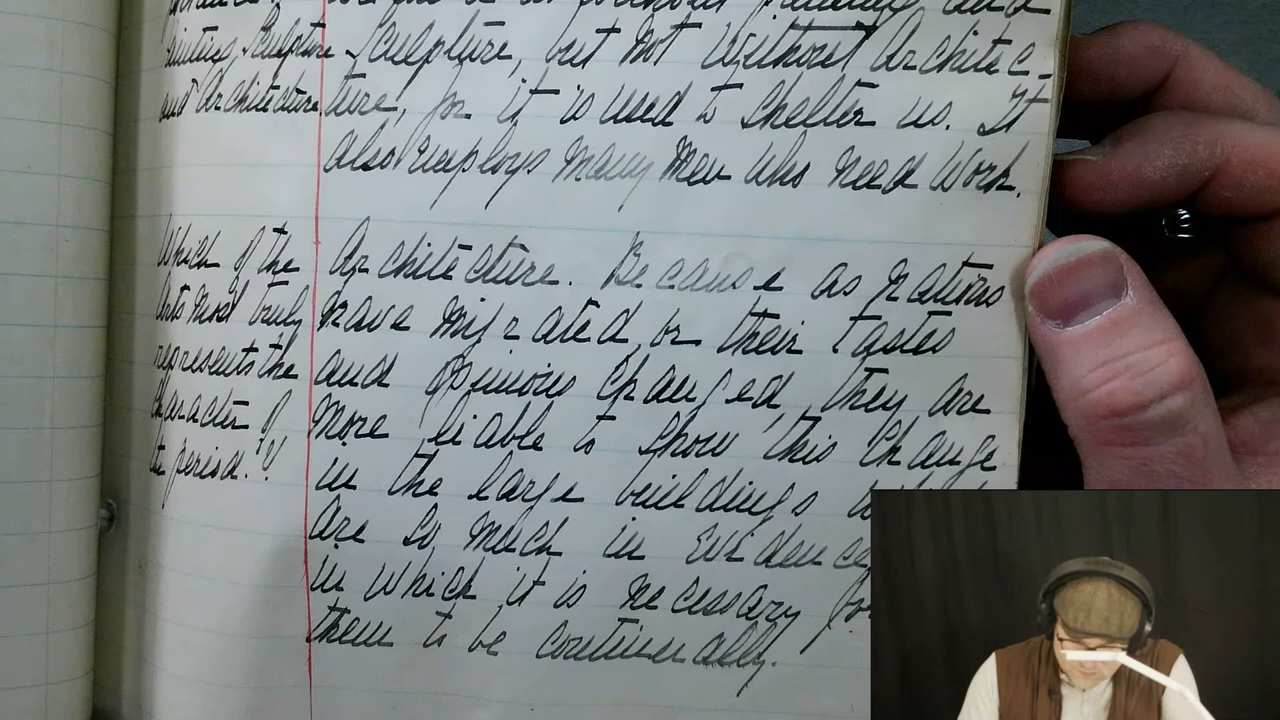 painting and
Sculpture, but not without Architec-
ture, for it is used to shelter us. It
also employs many men who need work.
Painting, Sculpture
and Architecture.
Which of the
Arts most truly
represents the
Character of
the period.?
Architecture. Because as nations
have migrated, or their tastes
and opinions changed, they are
more liable to show this change
in the large buildings
are so much in evidence
in which it is necessary for
them to be continually.